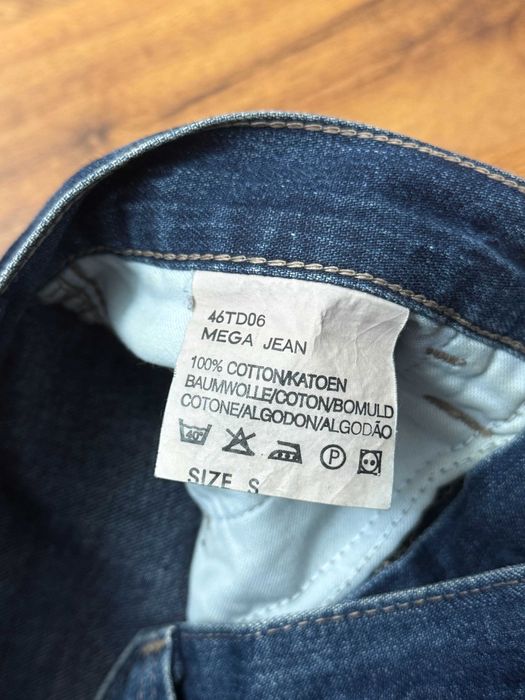 46TD06
MEGA JEAN
100% COTTON/KATOEN
BAUMWOLLE/COTON/BOMULD
COTONE/ALGODON/ALGODÃO
40° P
SIZE S